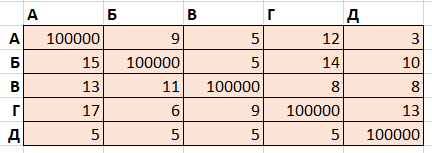 А Б В Г Д
А 100000 9 5 12 3
Б 15 100000 5 14 10
В 13 11 100000 8 8
Г 17 6 9 100000 13
Д 5 5 5 5 100000